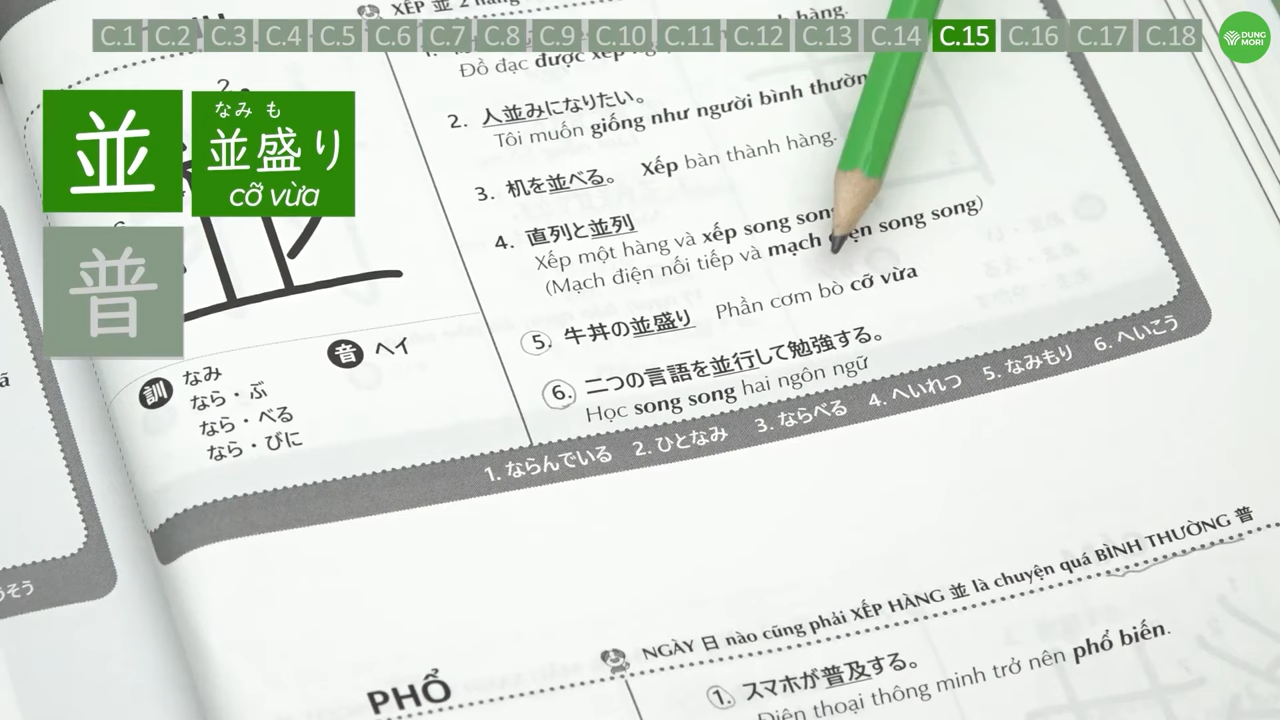 C.1 C.2 C.3 C.4 C.5 C.6 C.7 C.8 C.9 C.10 C.11 C.12 C.13 C.14 C.15 C.16 C.17 C.18
DUNG MORI
並
なみ も
並盛り
cỡ vừa
普
XẾP 並 2
hàng.
Đồ đạc được xếp
2. 人並みになりたい。
Tôi muốn giống như người bình thườn
3. 机を並べる。 Xếp bàn thành hàng.
4. 直列と並列
Xếp một hàng và xếp song song
(Mạch điện nối tiếp và mạch điện song song)
5. 牛丼の並盛り Phần cơm bò cỡ vừa
6. 二つの言語を並行して勉強する。
Học song song hai ngôn ngữ
訓 なみ
なら・ぶ
なら・べる
なら・びに
音 ヘイ
1. ならんでいる 2. ひとなみ 3. ならべる 4. へいれつ 5. なみもり 6. へいこう
そう
PHỔ
NGÀY 日 nào cũng phải XẾP HÀNG 並 là chuyện quá BÌNH THƯỜNG 普
1. スマホが普及する。
Điện thoại thông minh trở nên phổ biến.